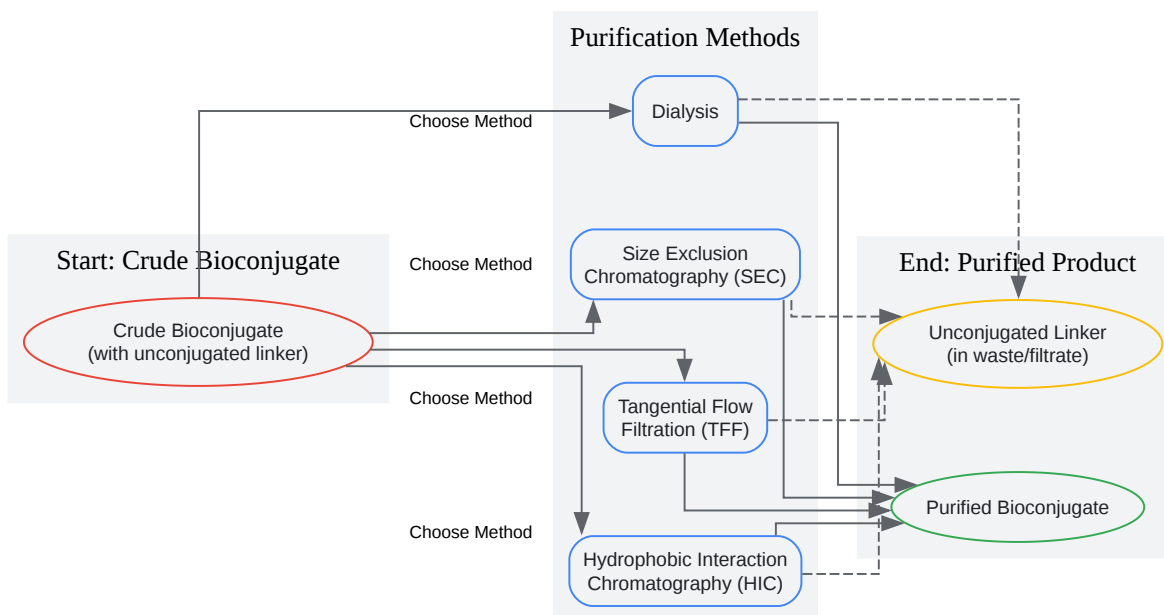 Purification Methods
Dialysis
Choose Method
Start: Crude Bioconjugate
Choose Method
Size Exclusion
Chromatography (SEC)
End: Purified Product
Crude Bioconjugate
(with unconjugated linker)
Unconjugated Linker
(in waste/filtrate)
Choose Method
Tangential Flow
Filtration (TFF)
Purified Bioconjugate
Choose Method
Hydrophobic Interaction
Chromatography (HIC)